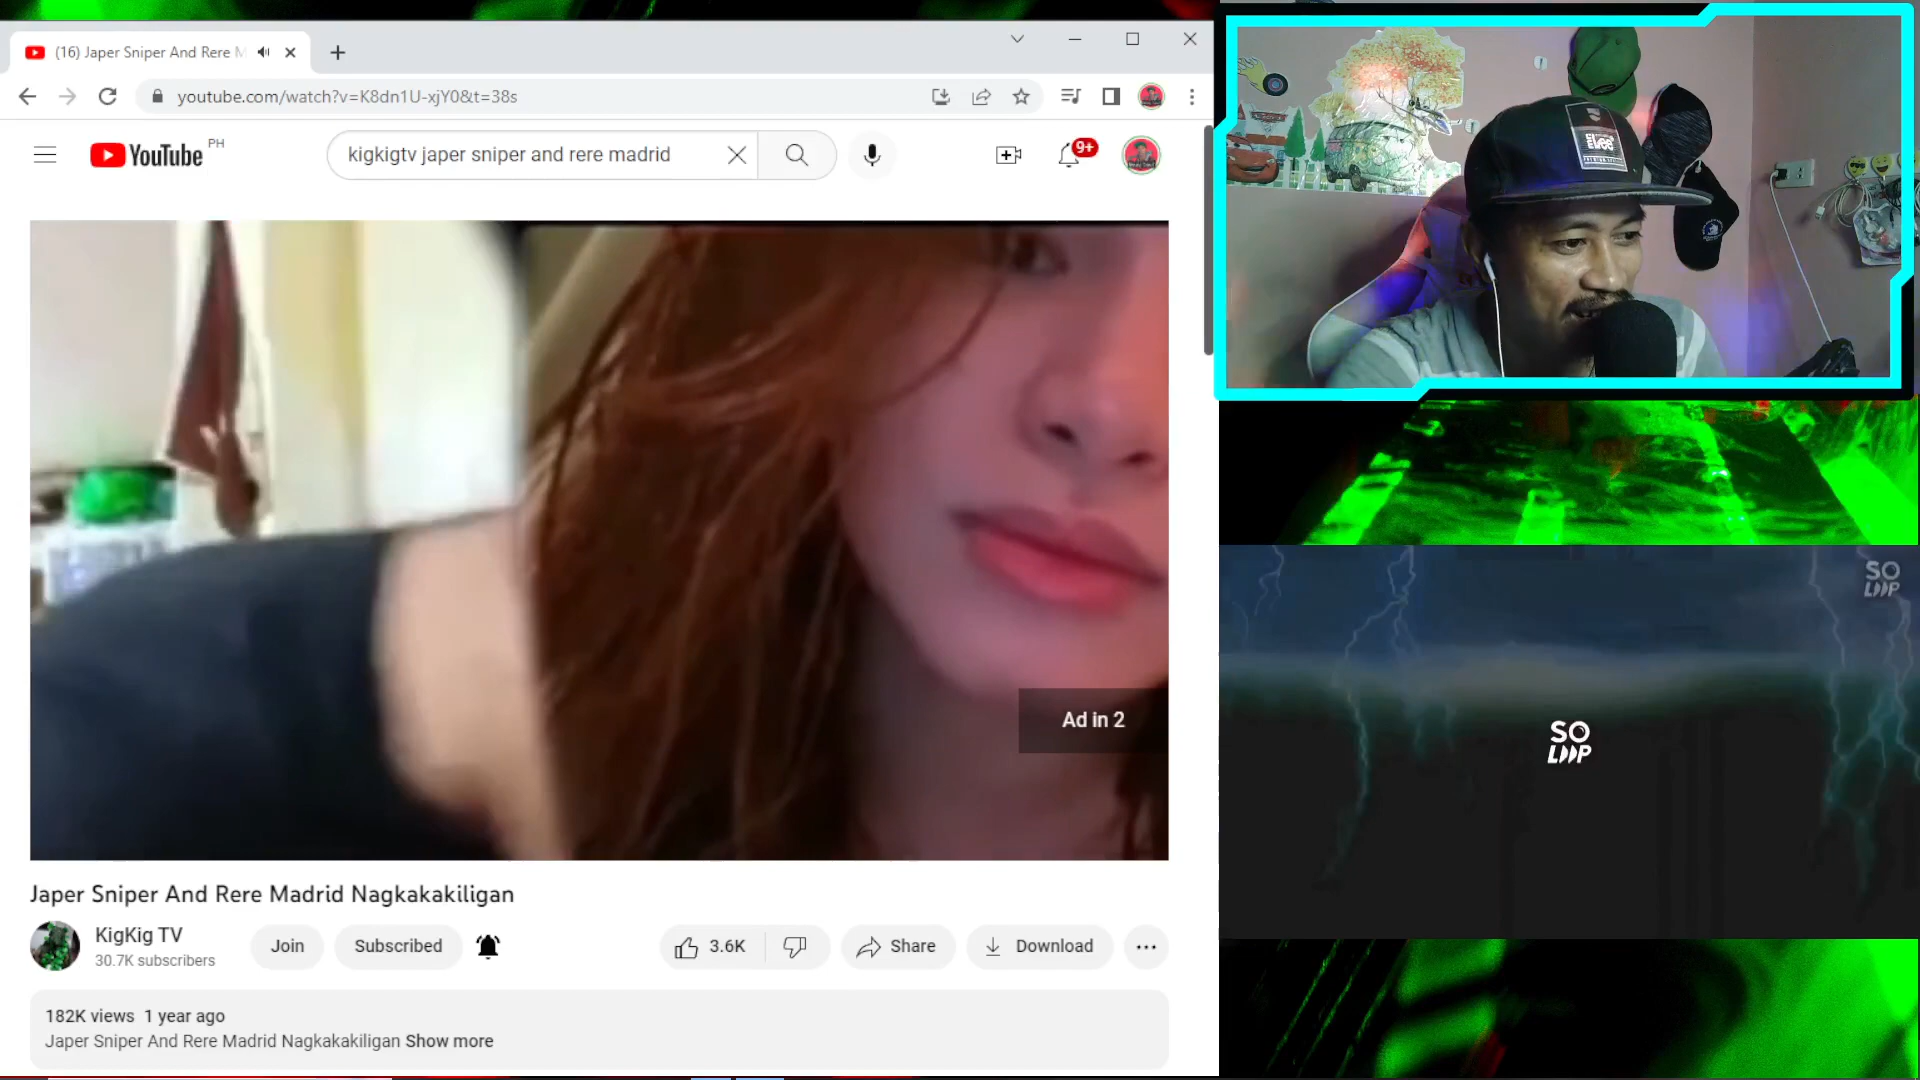 (16) Japer Sniper And Rere M
youtube.com/watch?v=K8dn1U-xjY0&t=38s
YouTube PH
kigkigtv japer sniper and rere madrid
9+
Ad in 2
Japer Sniper And Rere Madrid Nagkakakiligan
KigKig TV
30.7K subscribers
Join
Subscribed
3.6K
Share
Download
182K views 1 year ago
Japer Sniper And Rere Madrid Nagkakakiligan Show more
SO
LOOP
SO
LOOP